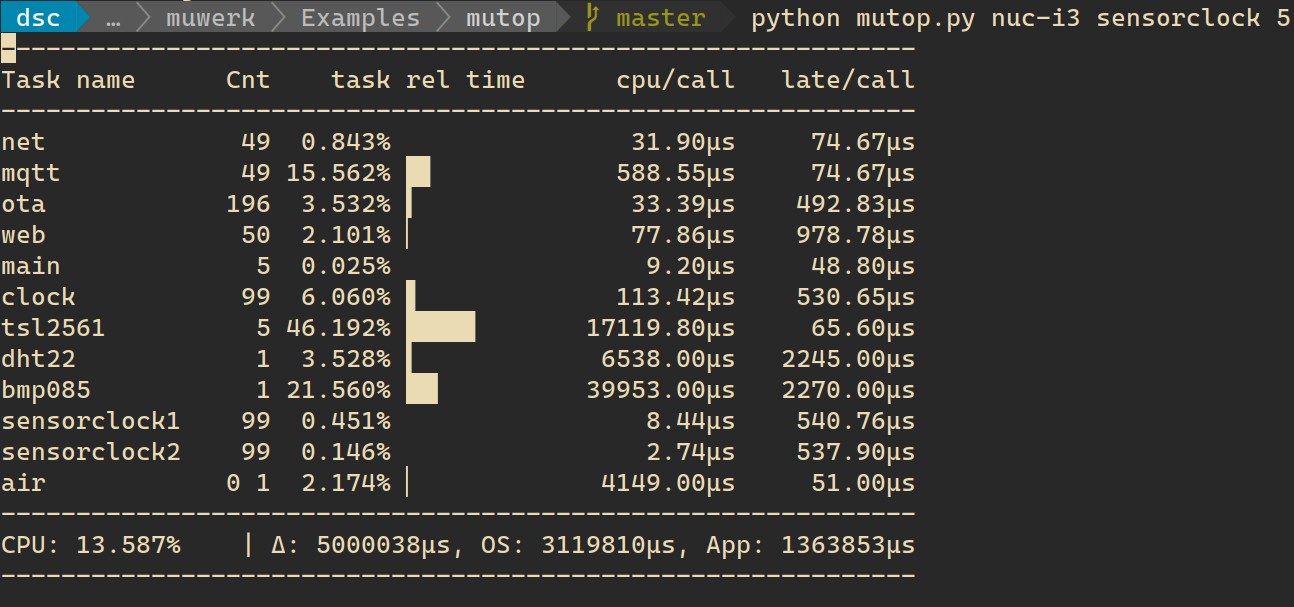 dsc … muwerk Examples mutop master python mutop.py nuc-i3 sensorclock 5
-------------------------------------------------------------
Task name      Cnt    task rel time      cpu/call   late/call
-------------------------------------------------------------
net             49  0.843%                31.90µs     74.67µs
mqtt            49 15.562%               588.55µs     74.67µs
ota            196  3.532%                33.39µs    492.83µs
web             50  2.101%                77.86µs    978.78µs
main             5  0.025%                 9.20µs     48.80µs
clock           99  6.060%               113.42µs    530.65µs
tsl2561          5 46.192%             17119.80µs     65.60µs
dht22            1  3.528%              6538.00µs   2245.00µs
bmp085           1 21.560%             39953.00µs   2270.00µs
sensorclock1    99  0.451%                 8.44µs    540.76µs
sensorclock2    99  0.146%                 2.74µs    537.90µs
air            0 1  2.174%              4149.00µs     51.00µs
-------------------------------------------------------------
CPU: 13.587%    | Δ: 5000038µs, OS: 3119810µs, App: 1363853µs
-------------------------------------------------------------